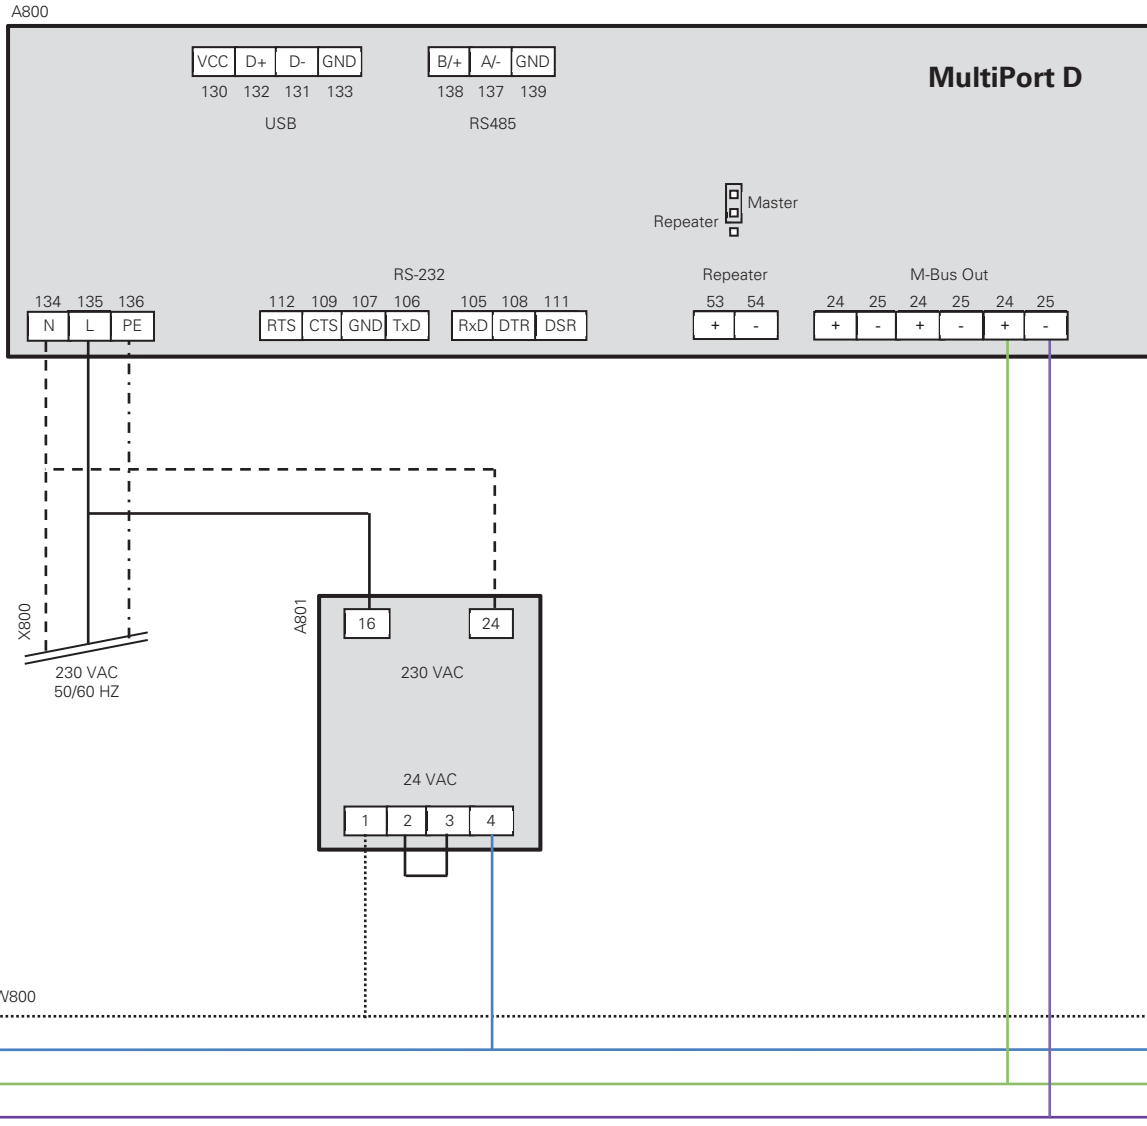 A800
VCC D+ D- GND
B/+ A/- GND
MultiPort D
130 132 131 133
138 137 139
USB
RS485
Master
Repeater
RS-232
Repeater
M-Bus Out
134 135 136
112 109 107 106
105 108 111
53 54
24 25 24 25 24 25
N L PE
RTS CTS GND TxD
RxD DTR DSR
+ -
+ - + - + -
X800
A801
16
24
230 VAC
50/60 HZ
230 VAC
24 VAC
1 2 3 4
W800